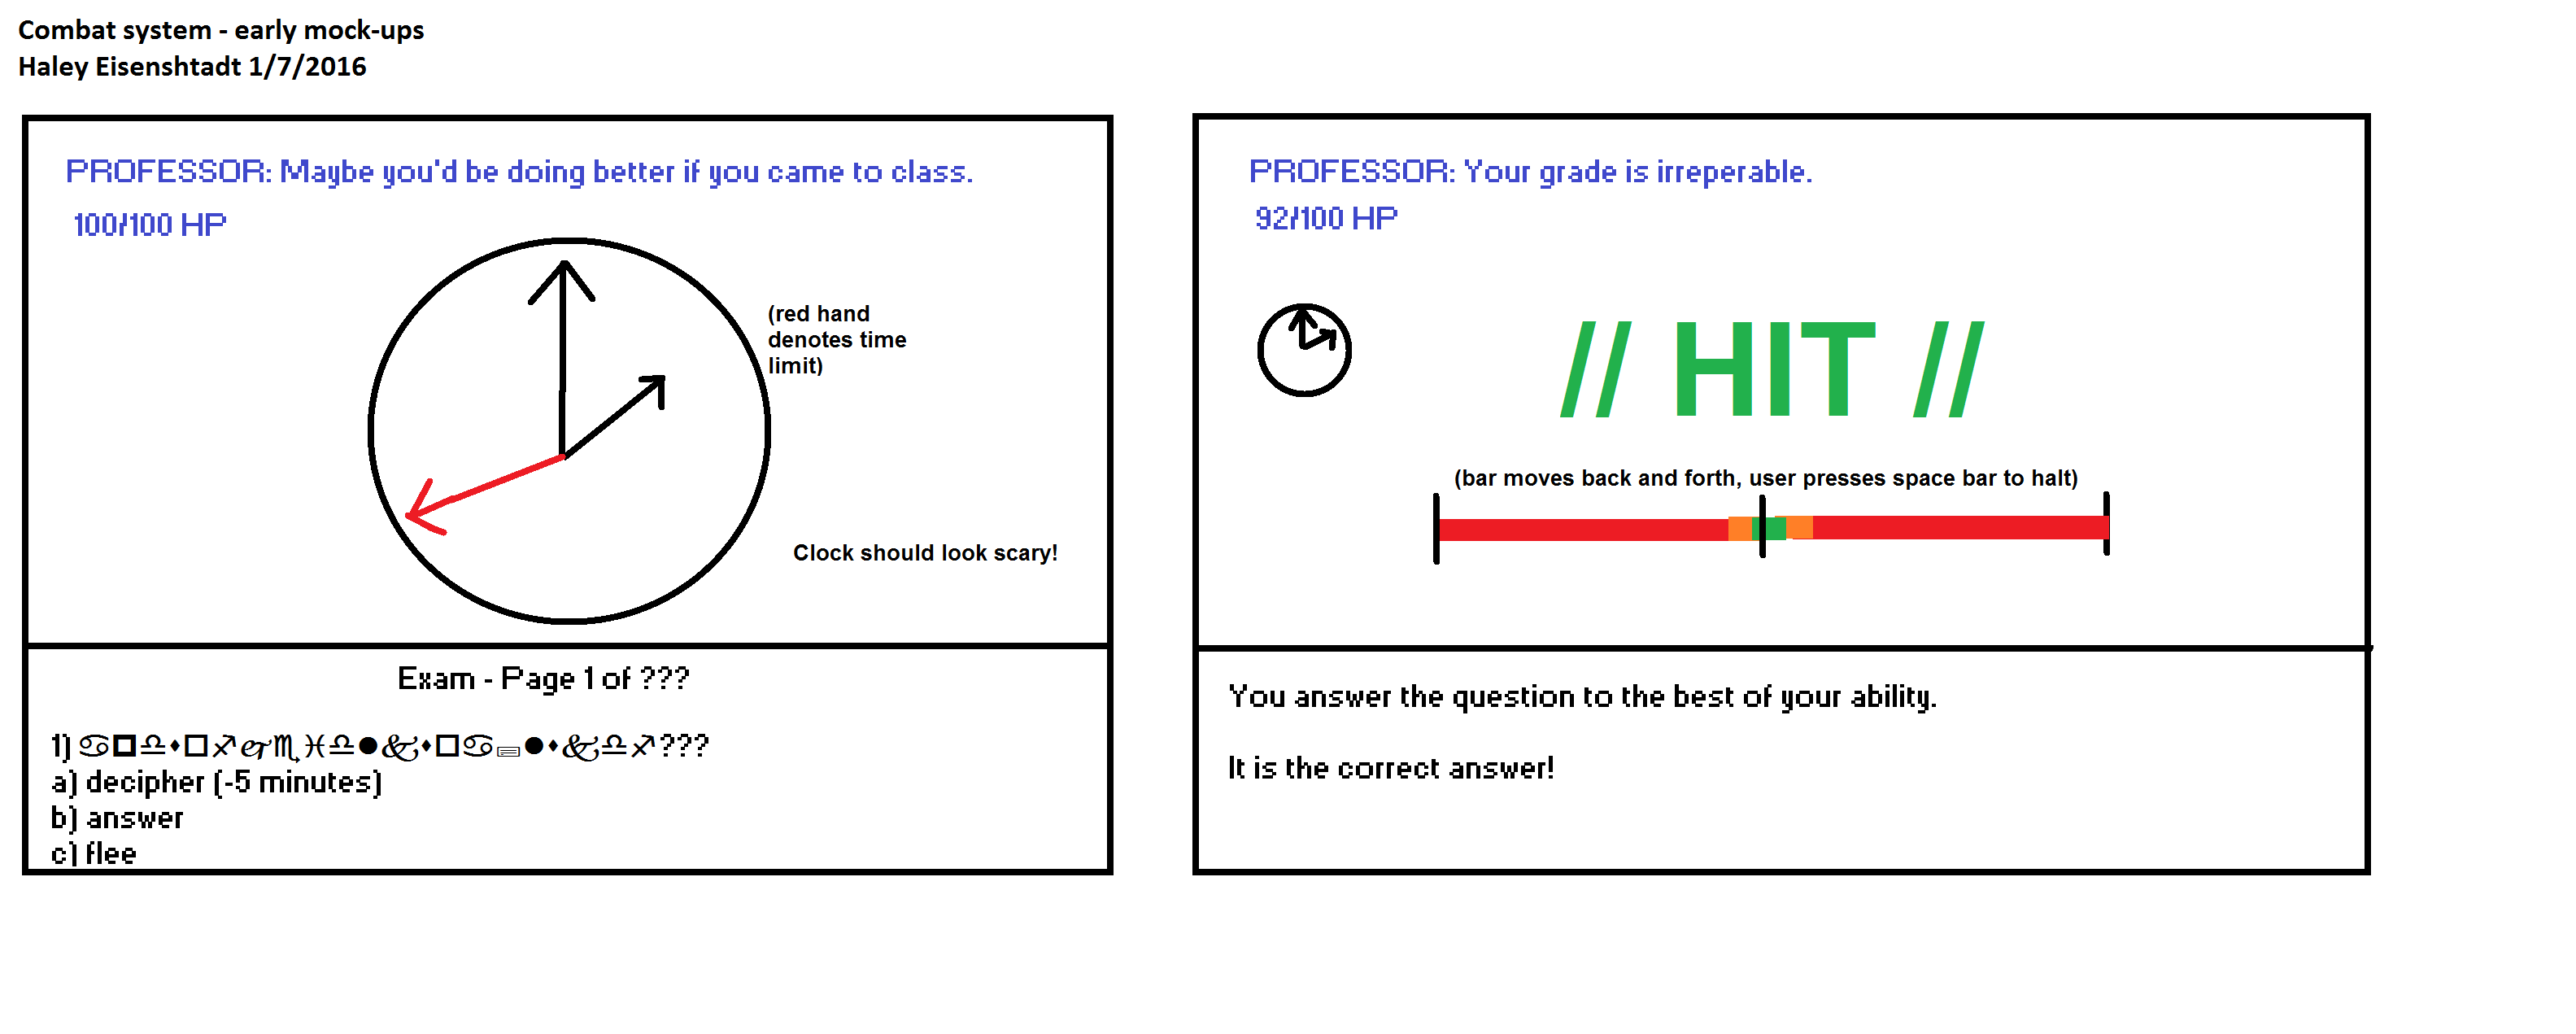 Combat system - early mock-ups
Haley Eisenshtadt 1/7/2016
PROFESSOR: Maybe you'd be doing better if you came to class.
100/100 HP
(red hand
denotes time
limit)
Clock should look scary!
Exam - Page 1 of ???
1) ♋◘♎⬧□♐🙰♏♓♎●🙵⬧□♋⌨●⬧🙵♎♐???
a) decipher (-5 minutes)
b) answer
c) flee
PROFESSOR: Your grade is irreperable.
92/100 HP
// HIT //
(bar moves back and forth, user presses space bar to halt)
You answer the question to the best of your ability.
It is the correct answer!